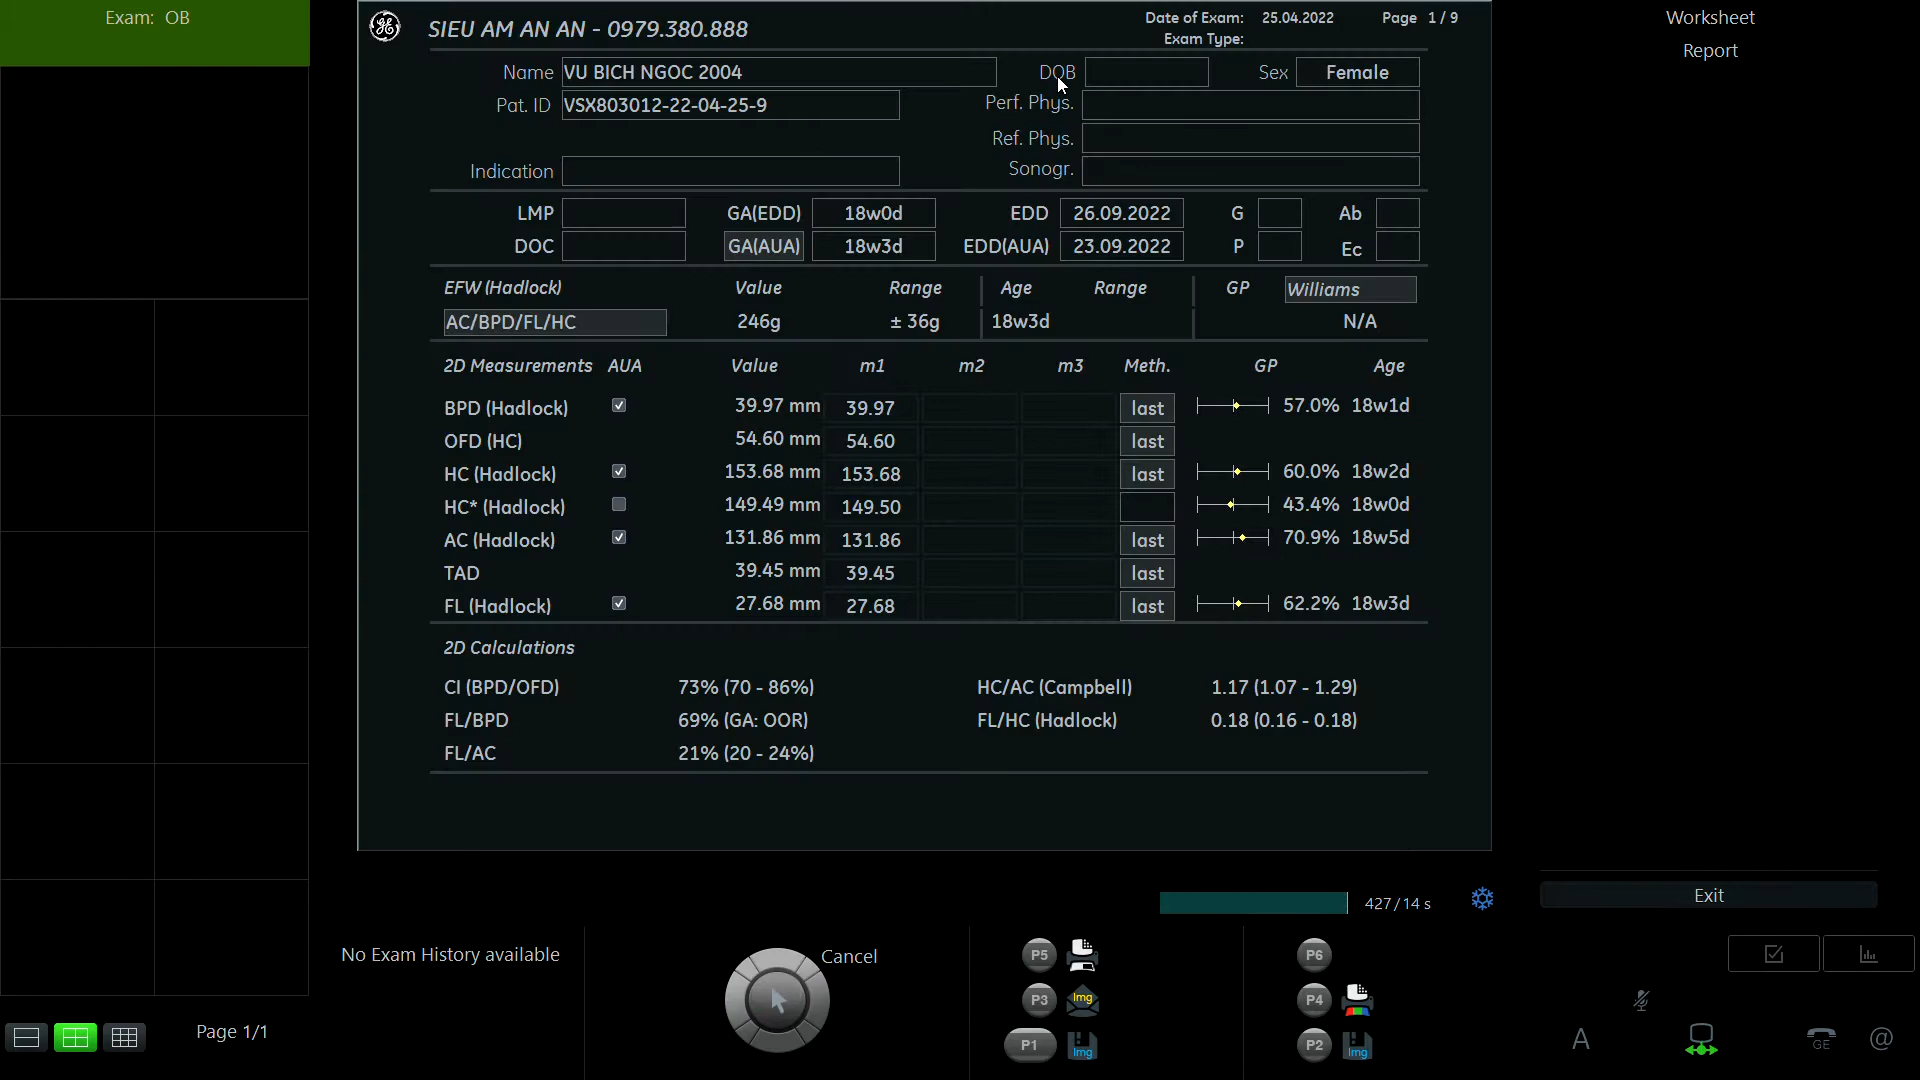 Exam: OB
SIEU AM AN AN - 0979.380.888
Date of Exam: 25.04.2022 Page 1 / 9
Exam Type:
Worksheet
Report
Name VU BICH NGOC 2004 DOB Sex Female
Pat. ID VSX803012-22-04-25-9 Perf. Phys.
Ref. Phys.
Indication Sonogr.
LMP GA(EDD) 18w0d EDD 26.09.2022 G Ab
DOC GA(AUA) 18w3d EDD(AUA) 23.09.2022 P Ec
EFW (Hadlock) Value Range Age Range GP Williams
AC/BPD/FL/HC 246g ± 36g 18w3d N/A
2D Measurements AUA Value m1 m2 m3 Meth. GP Age
BPD (Hadlock) 39.97 mm 39.97 last 57.0% 18w1d
OFD (HC) 54.60 mm 54.60 last
HC (Hadlock) 153.68 mm 153.68 last 60.0% 18w2d
HC* (Hadlock) 149.49 mm 149.50 43.4% 18w0d
AC (Hadlock) 131.86 mm 131.86 last 70.9% 18w5d
TAD 39.45 mm 39.45 last
FL (Hadlock) 27.68 mm 27.68 last 62.2% 18w3d
2D Calculations
CI (BPD/OFD) 73% (70 - 86%) HC/AC (Campbell) 1.17 (1.07 - 1.29)
FL/BPD 69% (GA: OOR) FL/HC (Hadlock) 0.18 (0.16 - 0.18)
FL/AC 21% (20 - 24%)
427 / 14 s
Exit
No Exam History available
Cancel
P5 P6
P3 Img P4
P1 Img P2 Img
Page 1/1
A GE @